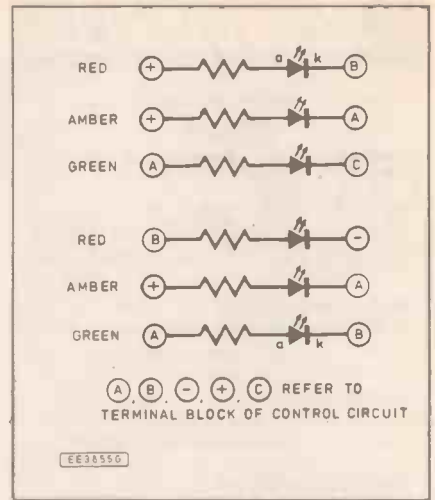 RED + a k B
AMBER + A
GREEN A C
RED B -
AMBER + A
GREEN A a k B
A, B, -, +, C REFER TO
TERMINAL BLOCK OF CONTROL CIRCUIT
EE3855G